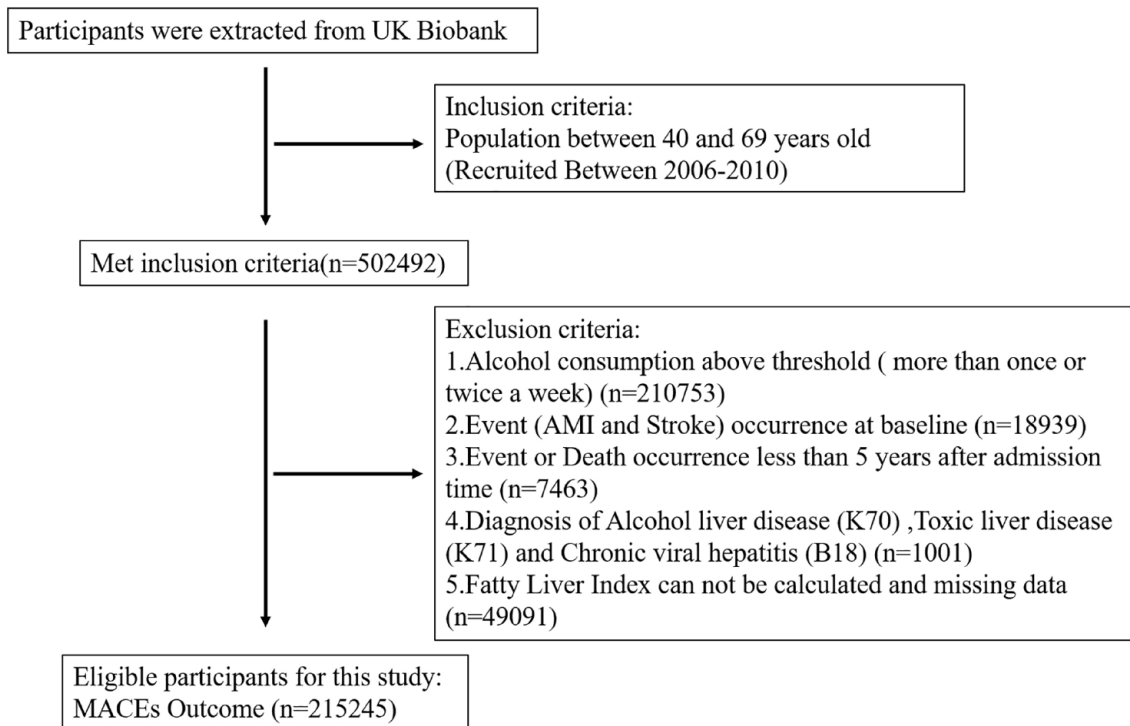 Participants were extracted from UK Biobank
Inclusion criteria:
Population between 40 and 69 years old
(Recruited Between 2006-2010)
Met inclusion criteria(n=502492)
Exclusion criteria:
1.Alcohol consumption above threshold ( more than once or
twice a week) (n=210753)
2.Event (AMI and Stroke) occurrence at baseline (n=18939)
3.Event or Death occurrence less than 5 years after admission
time (n=7463)
4.Diagnosis of Alcohol liver disease (K70) ,Toxic liver disease
(K71) and Chronic viral hepatitis (B18) (n=1001)
5.Fatty Liver Index can not be calculated and missing data
(n=49091)
Eligible participants for this study:
MACEs Outcome (n=215245)